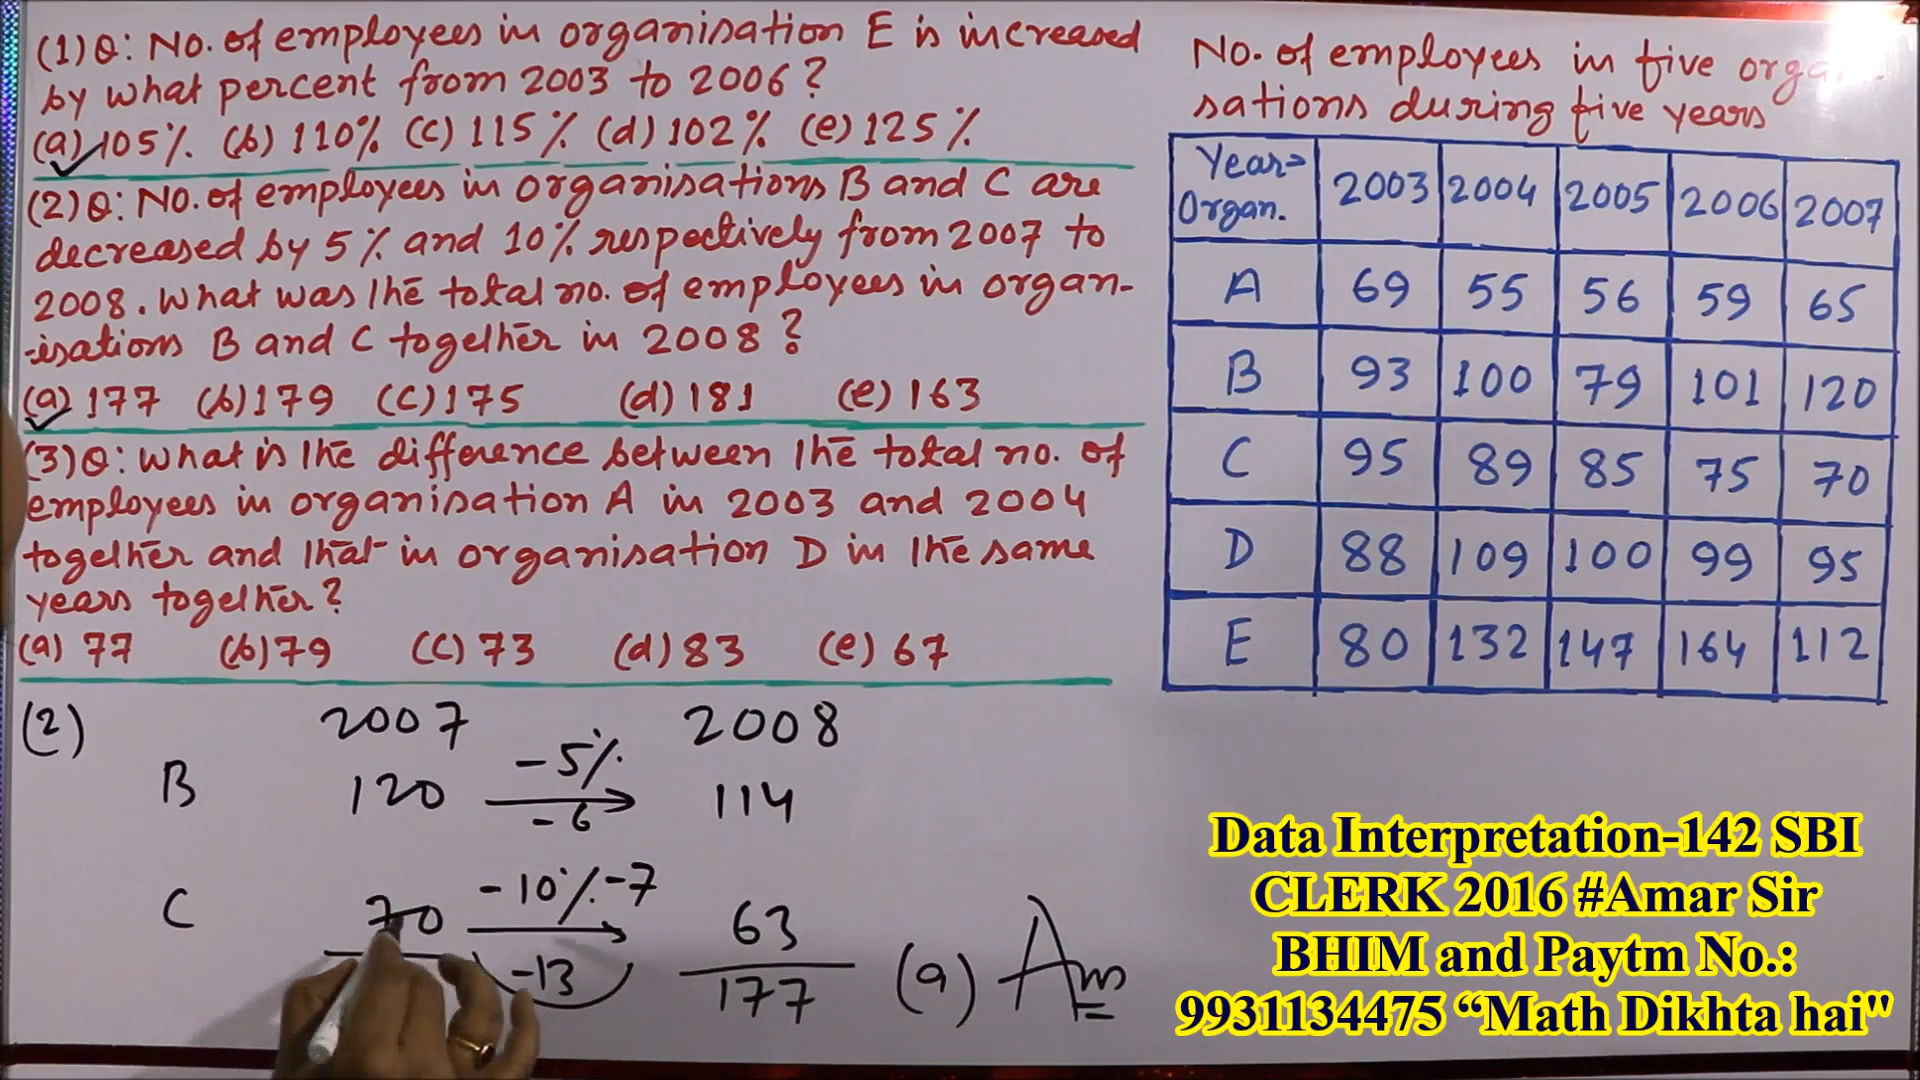 (1) Q: No. of employees in organisation E is increased
by what percent from 2003 to 2006?
(a) 105% (b) 110% (c) 115% (d) 102% (e) 125%
(2) Q: No. of employees in organisations B and C are
decreased by 5% and 10% respectively from 2007 to
2008. What was the total no. of employees in organ-
-isations B and C together in 2008?
(a) 177 (b) 179 (c) 175 (d) 181 (e) 163
(3) Q: What is the difference between the total no. of
employees in organisation A in 2003 and 2004
together and that in organisation D in the same
years together?
(a) 77 (b) 79 (c) 73 (d) 83 (e) 67
(2) 2007 2008
B 120 -5% -6 114
C 70 -10% -7 63
-13 177 (a) Ans
No. of employees in five orga
sations during five years
Year Organ. 2003 2004 2005 2006 2007
A 69 55 56 59 65
B 93 100 79 101 120
C 95 89 85 75 70
D 88 109 100 99 95
E 80 132 147 164 112
Data Interpretation-142 SBI
CLERK 2016 #Amar Sir
BHIM and Paytm No.:
9931134475 “Math Dikhta hai"